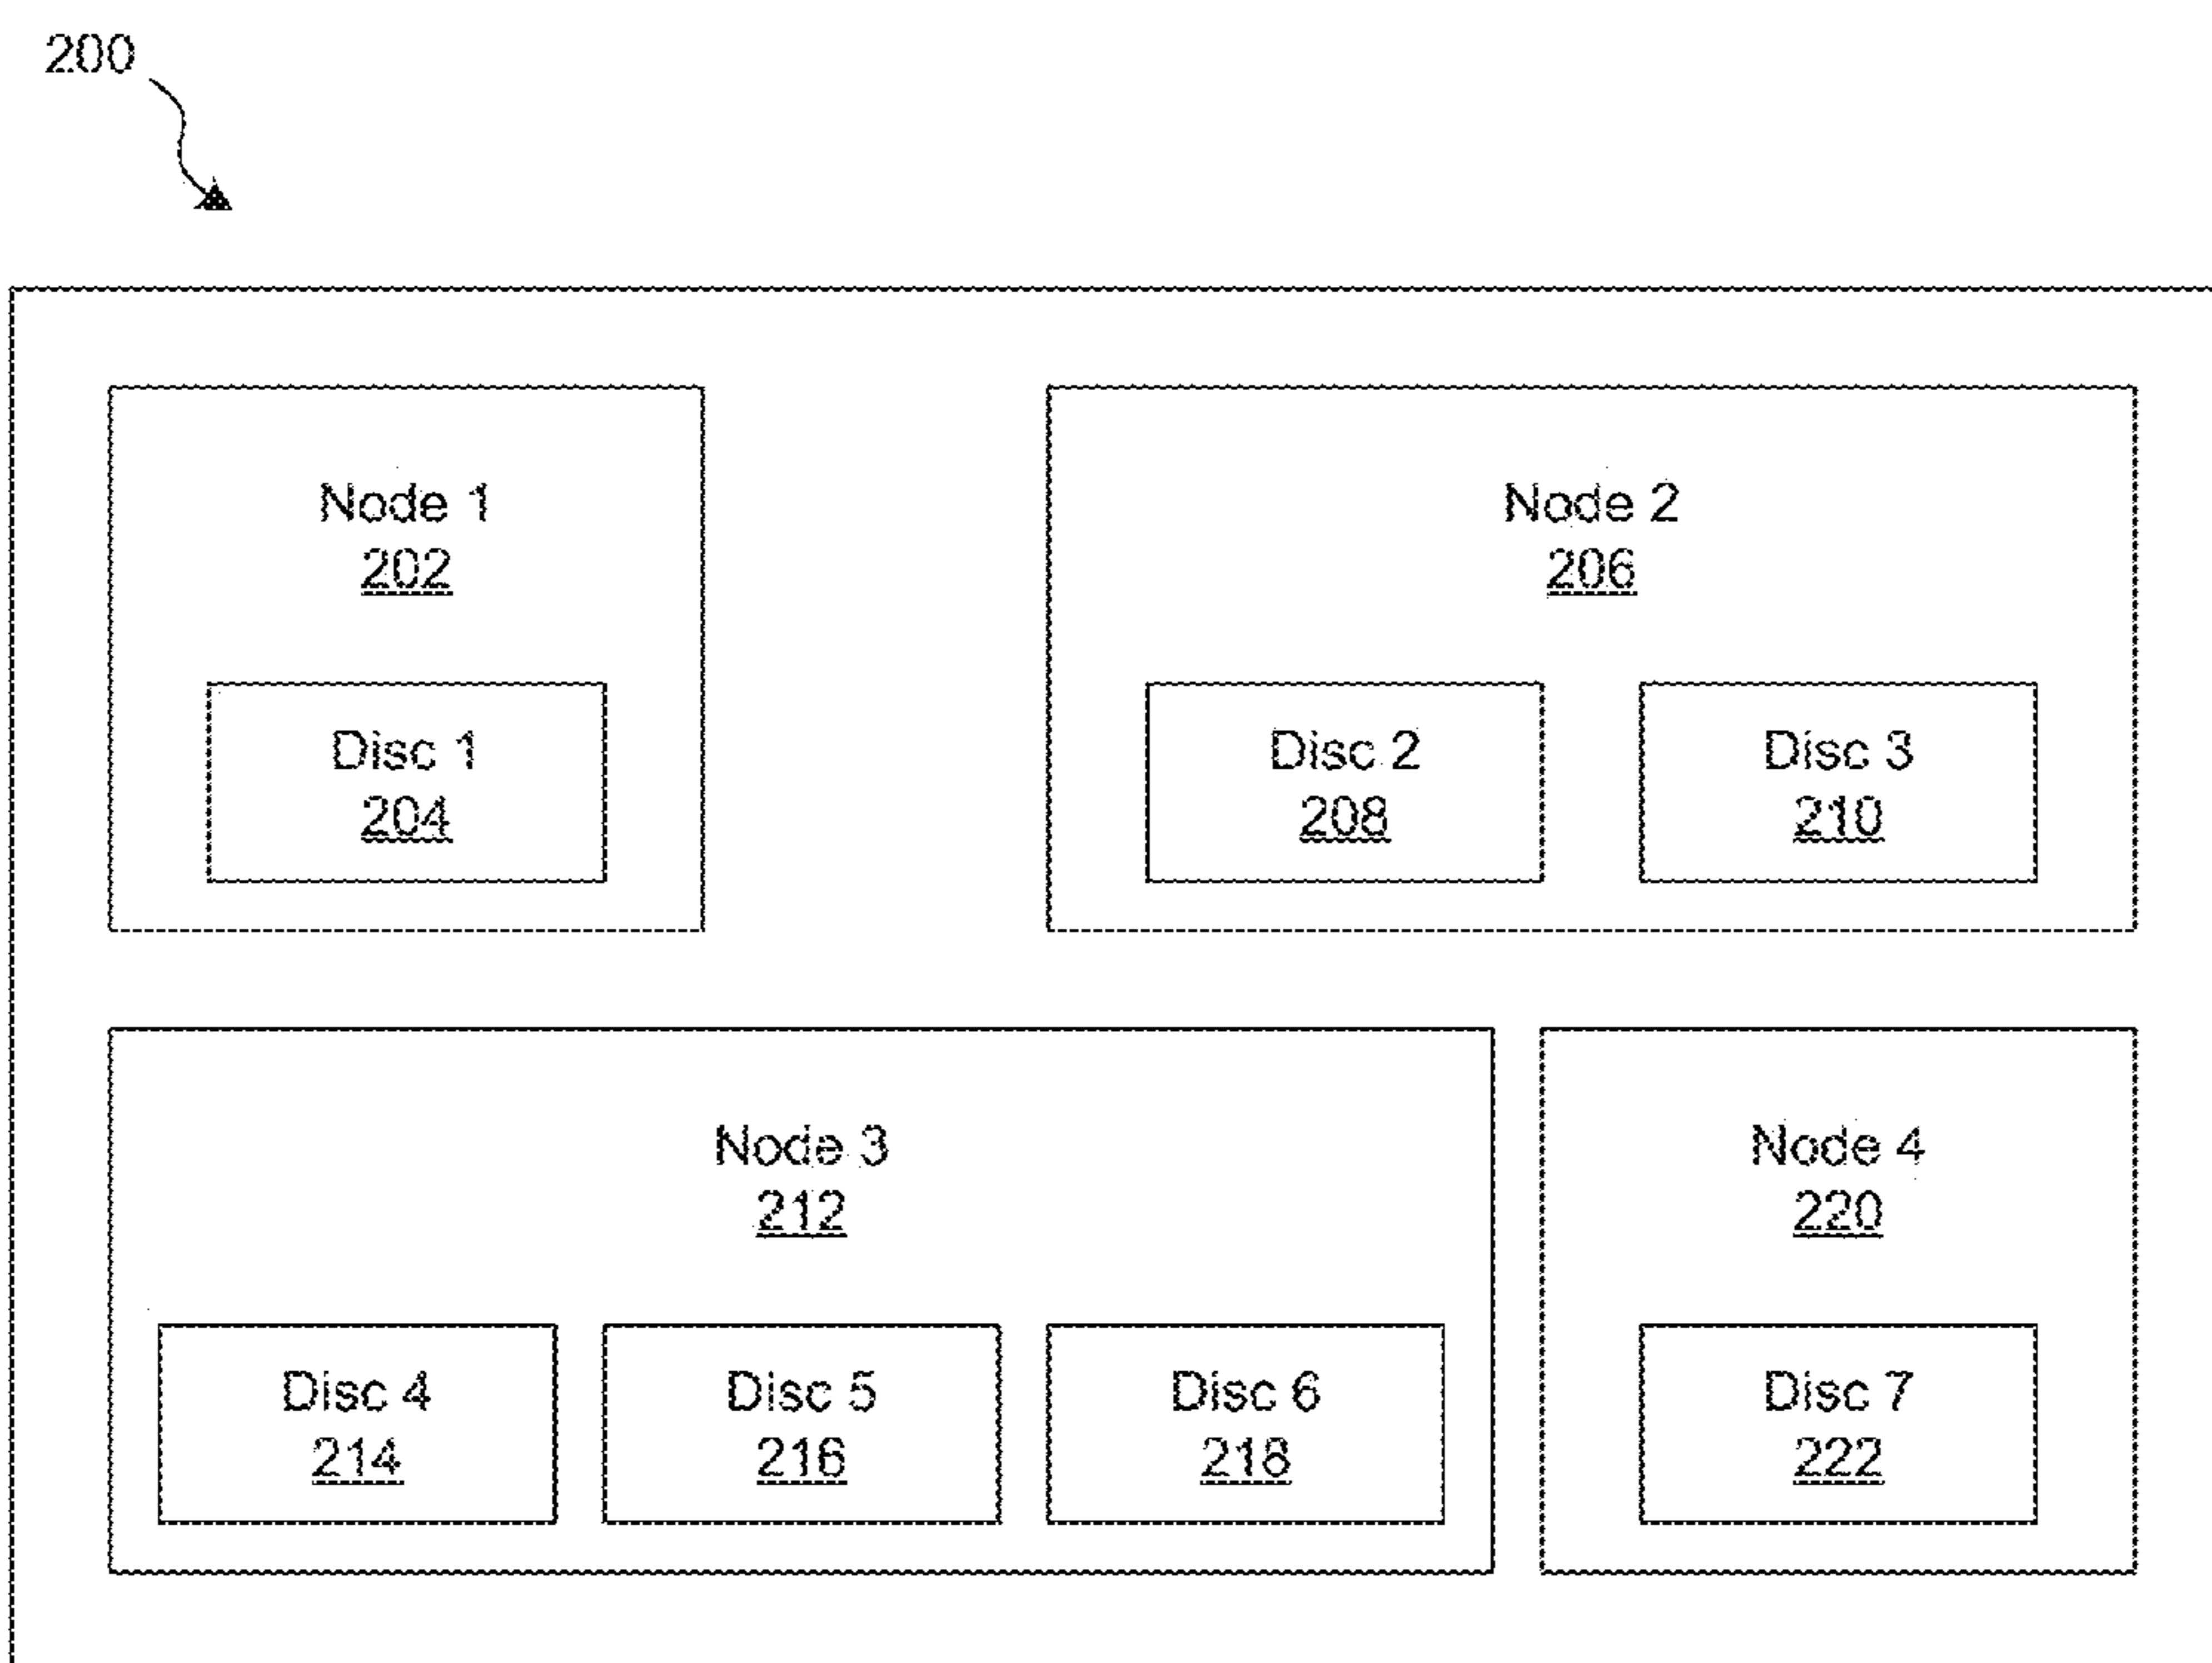 200
Node 1
202
Disc 1
204
Node 2
206
Disc 2
208
Disc 3
210
Node 3
212
Disc 4
214
Disc 5
216
Disc 6
218
Node 4
220
Disc 7
222